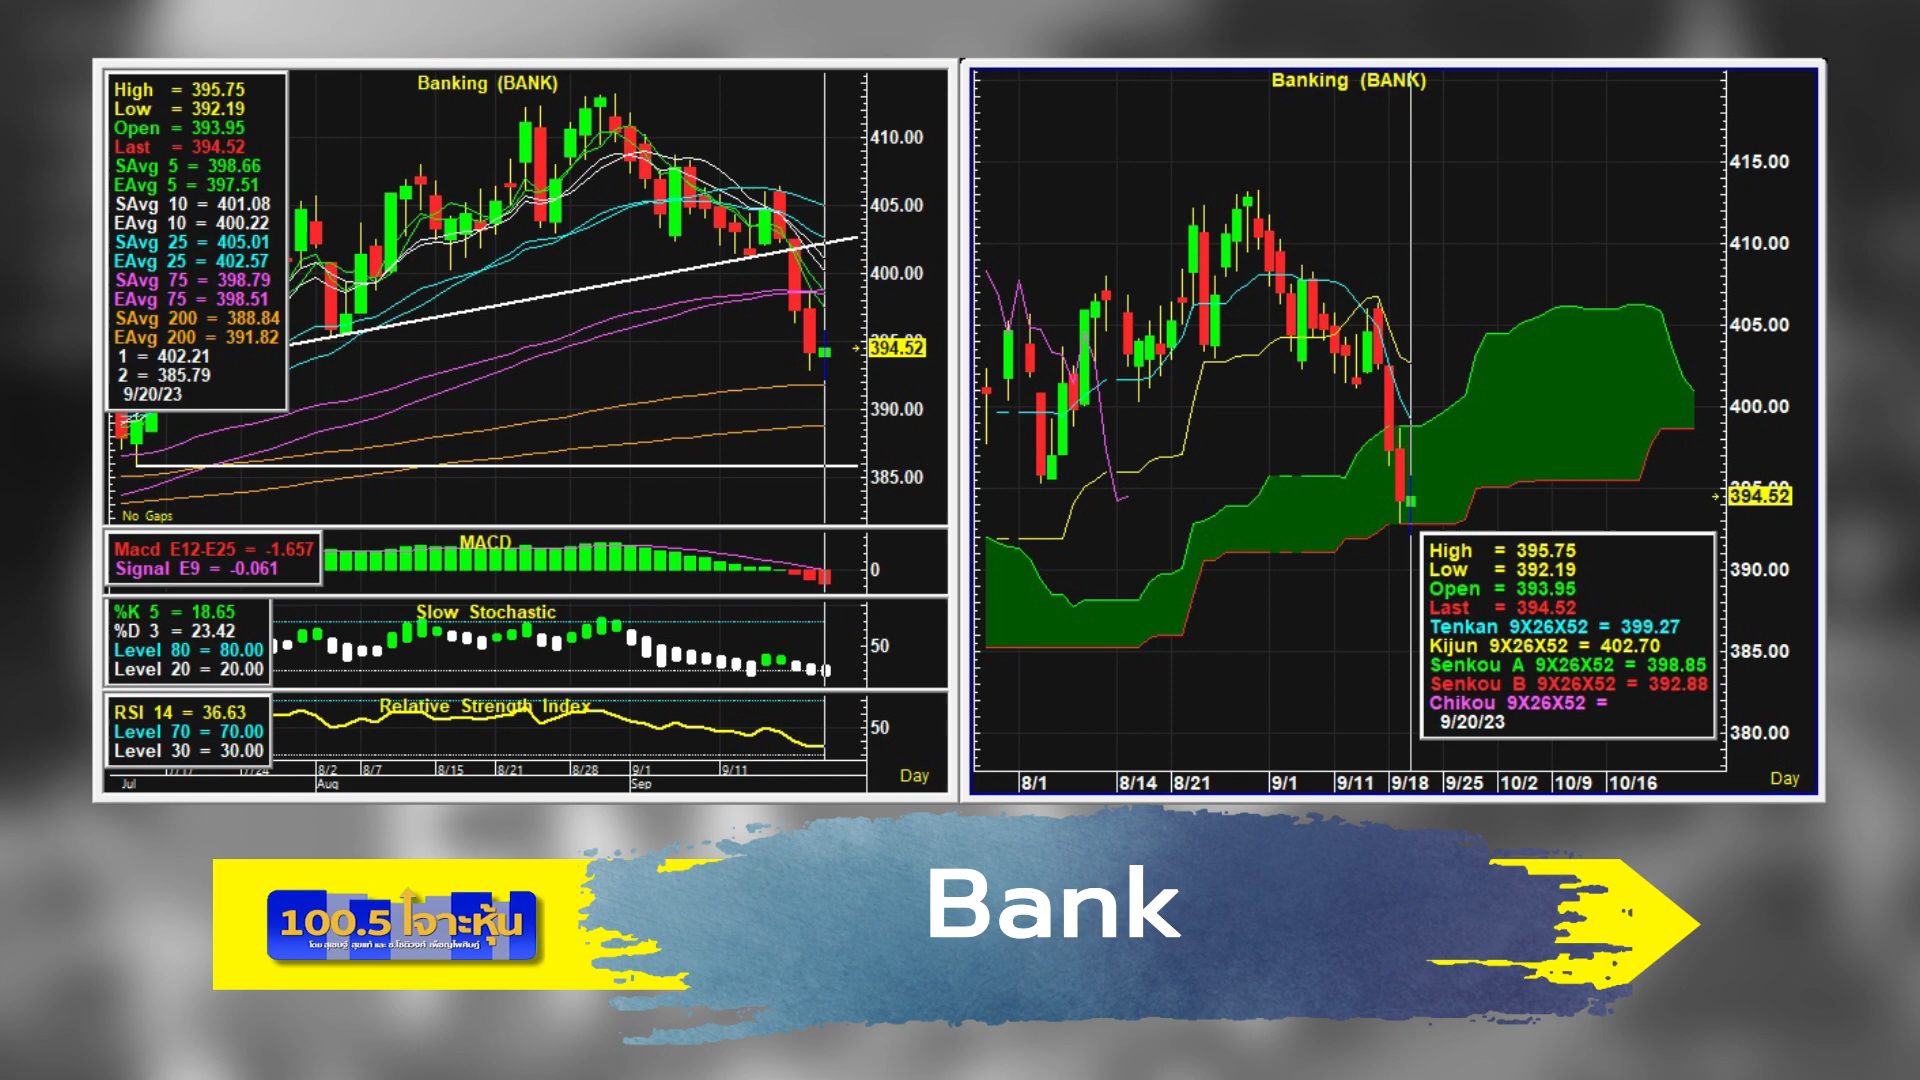 Banking (BANK)
High = 395.75
Low = 392.19
Open = 393.95
Last = 394.52
SAvg 5 = 398.66
EAvg 5 = 397.51
SAvg 10 = 401.08
EAvg 10 = 400.22
SAvg 25 = 405.01
EAvg 25 = 402.57
SAvg 75 = 398.79
EAvg 75 = 398.51
SAvg 200 = 388.84
EAvg 200 = 391.82
1 = 402.21
2 = 385.79
9/20/23
410.00
405.00
400.00
394.52
390.00
385.00
No Gaps
MACD
Macd E12-E25 = -1.657
Signal E9 = -0.061
0
Slow Stochastic
%K 5 = 18.65
%D 3 = 23.42
Level 80 = 80.00
Level 20 = 20.00
50
Relative Strength Index
RSI 14 = 36.63
Level 70 = 70.00
Level 30 = 30.00
50
8/2 8/7 8/15 8/21 8/28 9/1 9/11
Jul Aug Sep
Day
Banking (BANK)
415.00
410.00
405.00
400.00
394.52
390.00
385.00
380.00
High = 395.75
Low = 392.19
Open = 393.95
Last = 394.52
Tenkan 9X26X52 = 399.27
Kijun 9X26X52 = 402.70
Senkou A 9X26X52 = 398.85
Senkou B 9X26X52 = 392.88
Chikou 9X26X52 =
9/20/23
8/1 8/14 8/21 9/1 9/11 9/18 9/25 10/2 10/9 10/16
Day
100.5 เจาะหุ้น
Bank